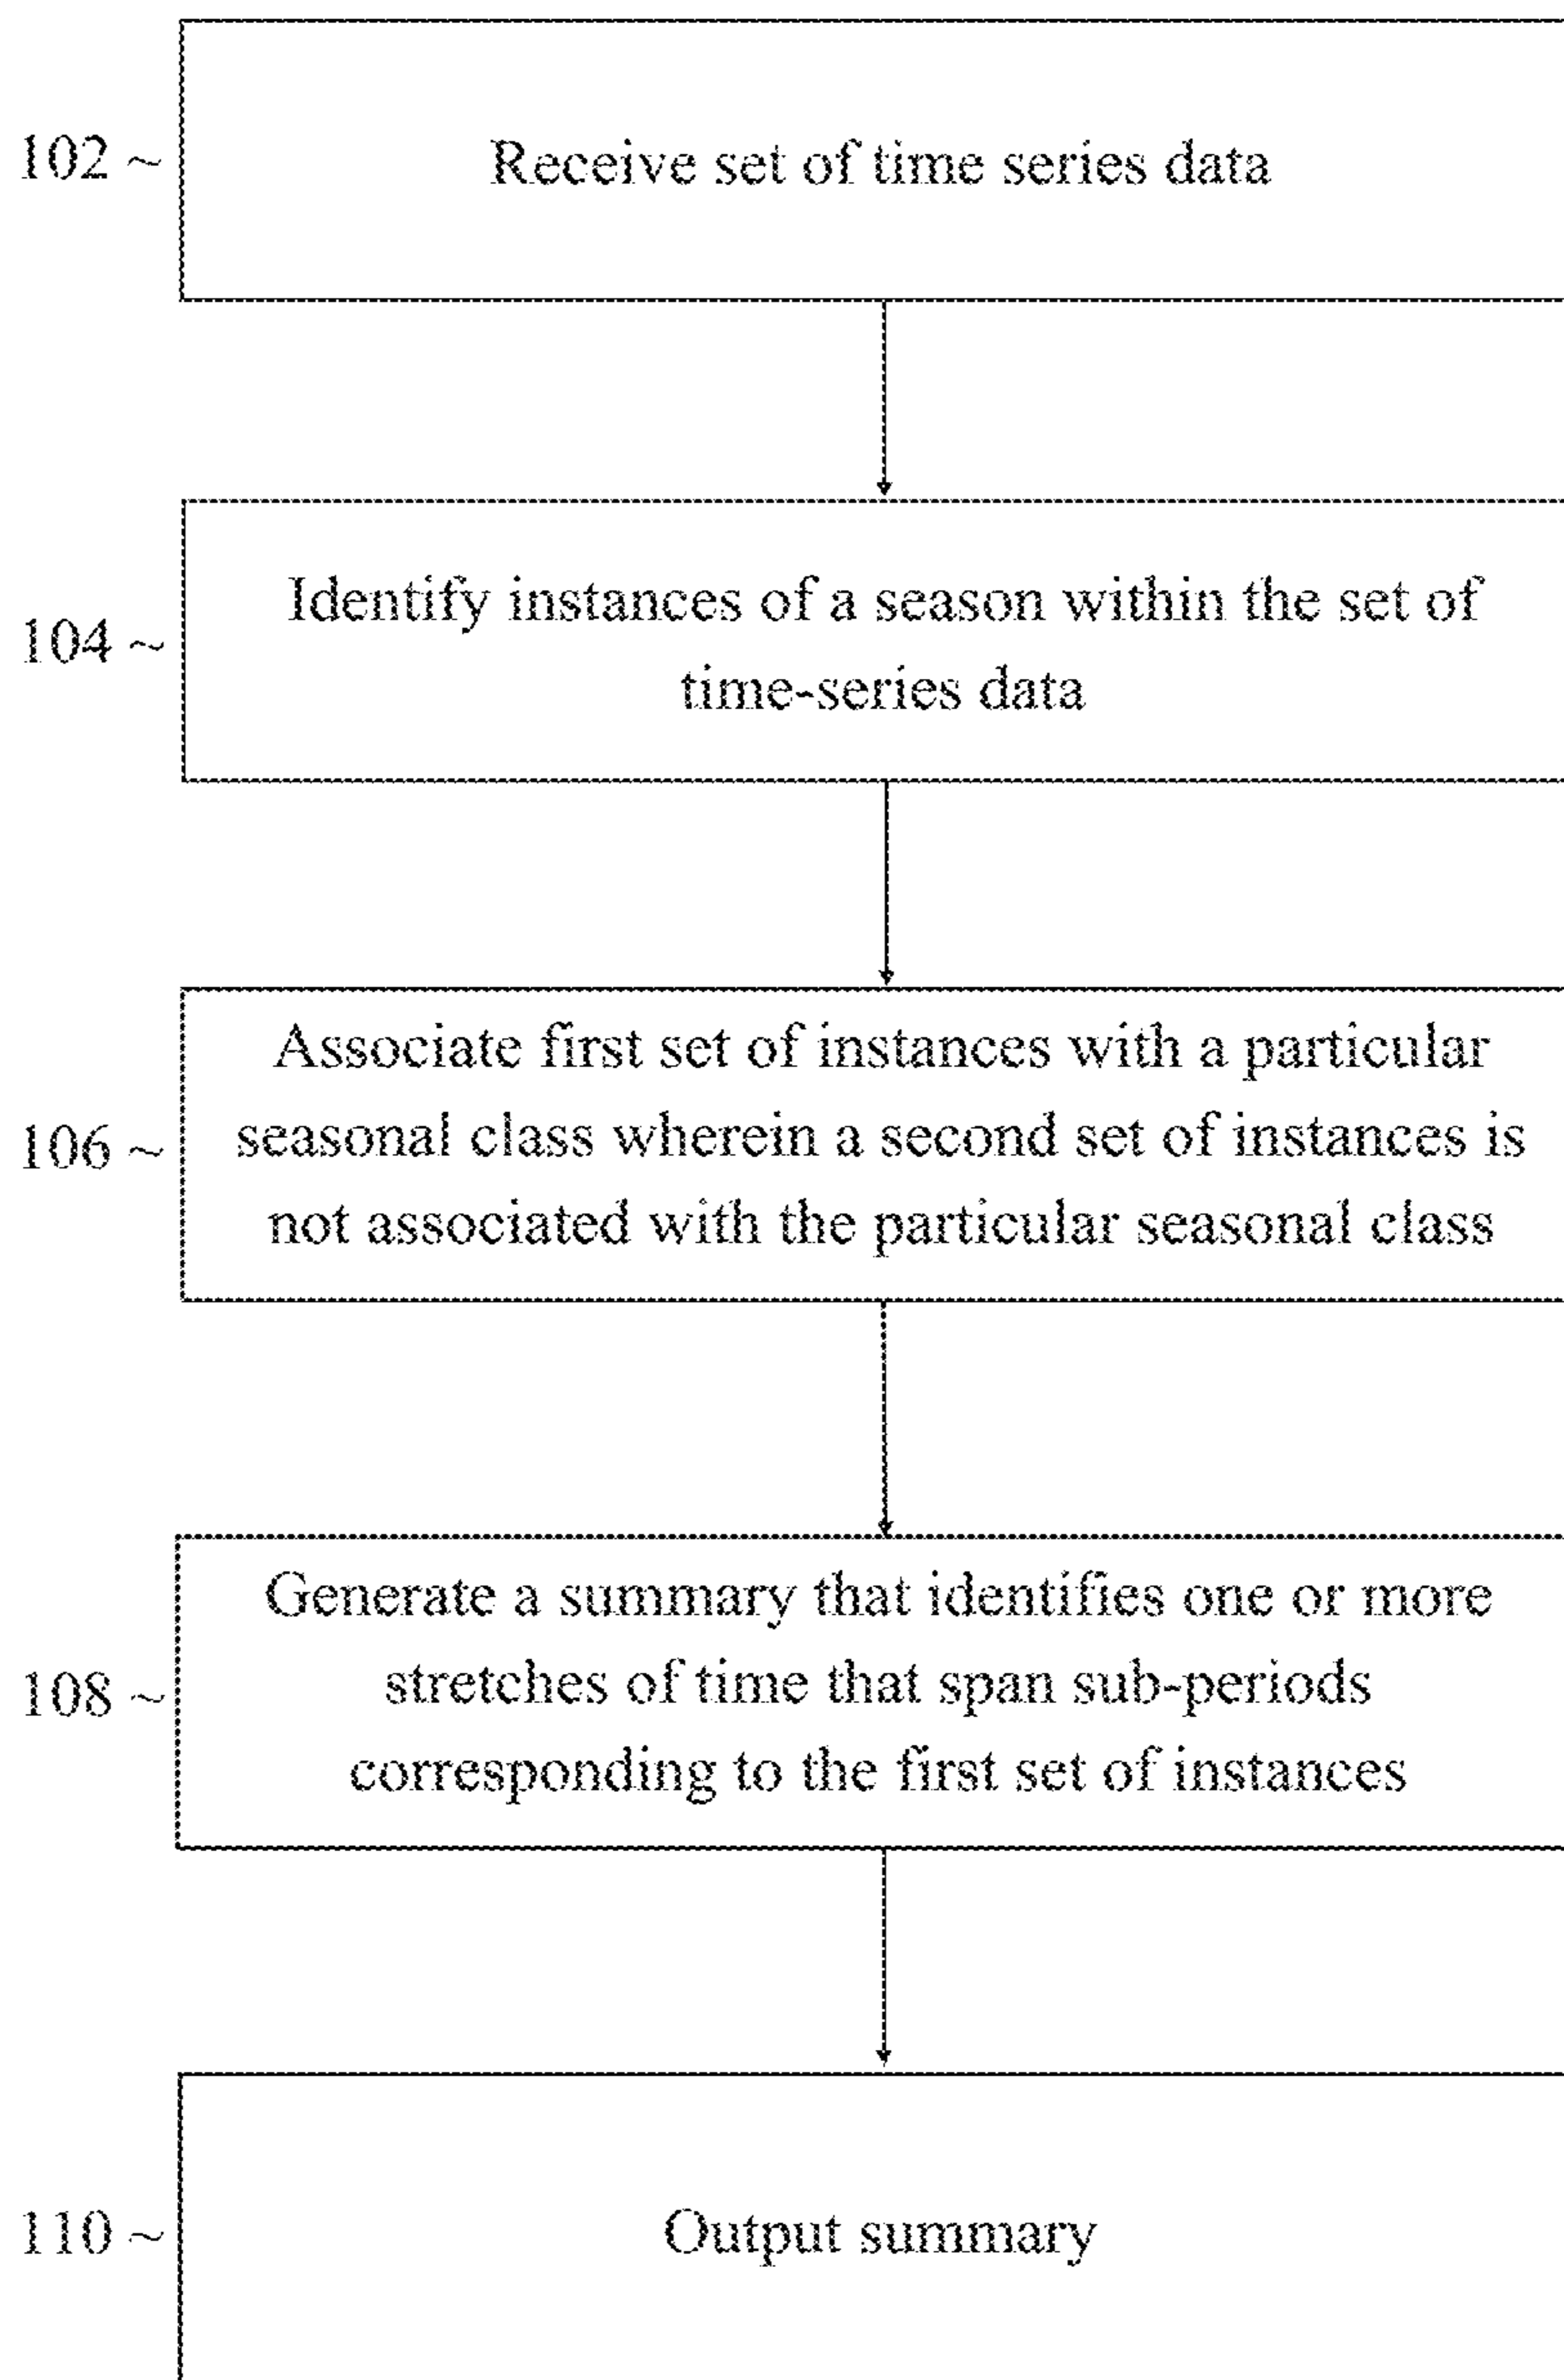 102 ~
Receive set of time series data
104 ~
Identify instances of a season within the set of
time-series data
106 ~
Associate first set of instances with a particular
seasonal class wherein a second set of instances is
not associated with the particular seasonal class
108 ~
Generate a summary that identifies one or more
stretches of time that span sub-periods
corresponding to the first set of instances
110 ~
Output summary